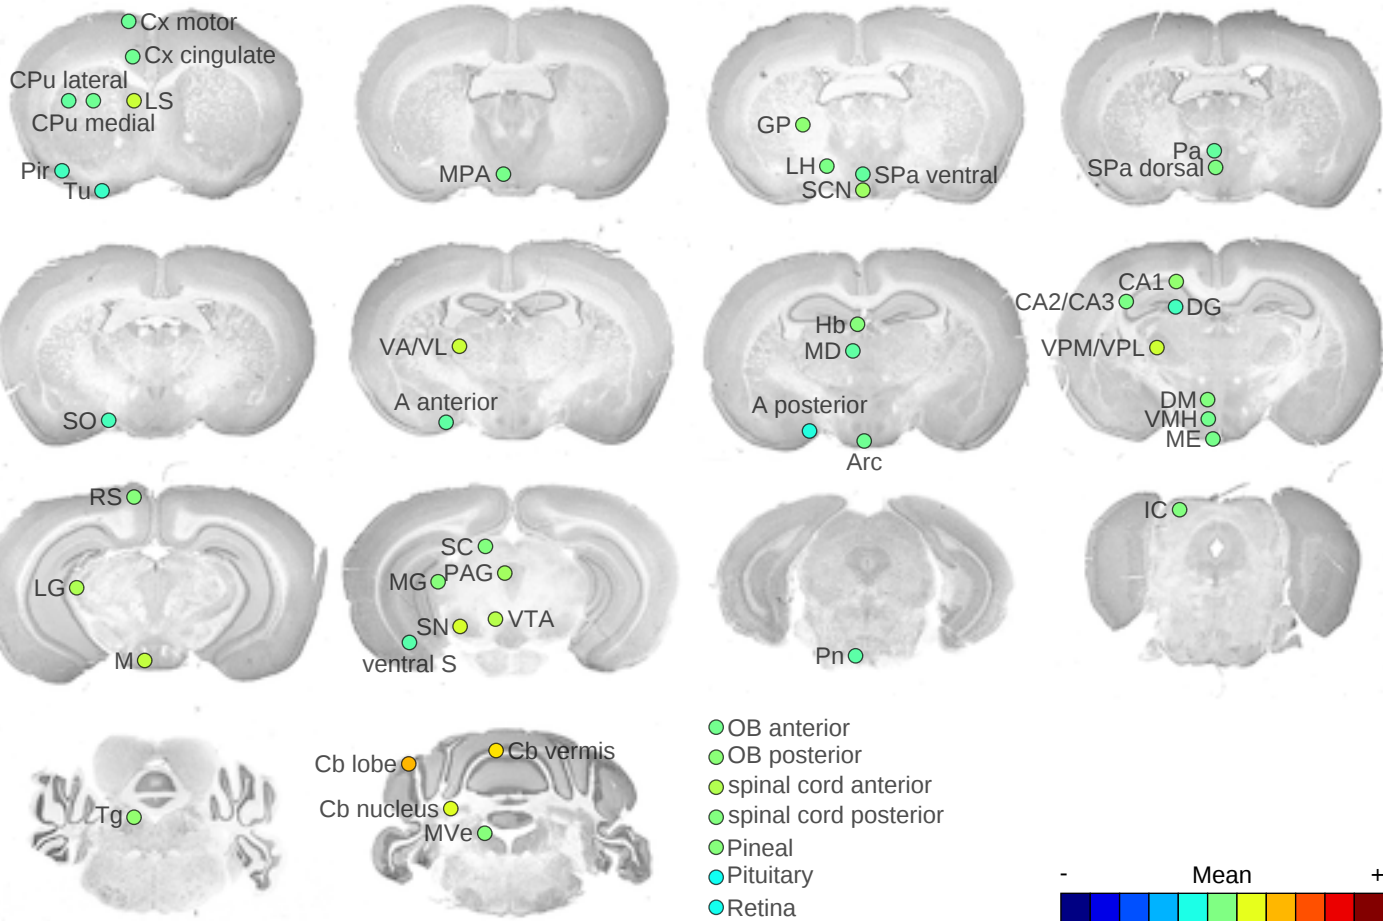 Cx motor
Cx cingulate
CPu lateral
LS
CPu medial
Pir
Tu
MPA
GP
LH
SPa ventral
SCN
Pa
SPa dorsal
SO
VA/VL
A anterior
Hb
MD
A posterior
Arc
CA1
CA2/CA3
DG
VPM/VPL
DM
VMH
ME
RS
LG
M
SC
PAG
MG
VTA
SN
ventral S
Pn
IC
Tg
Cb vermis
Cb lobe
Cb nucleus
MVe
OB anterior
OB posterior
spinal cord anterior
spinal cord posterior
Pineal
Pituitary
Retina
- Mean +